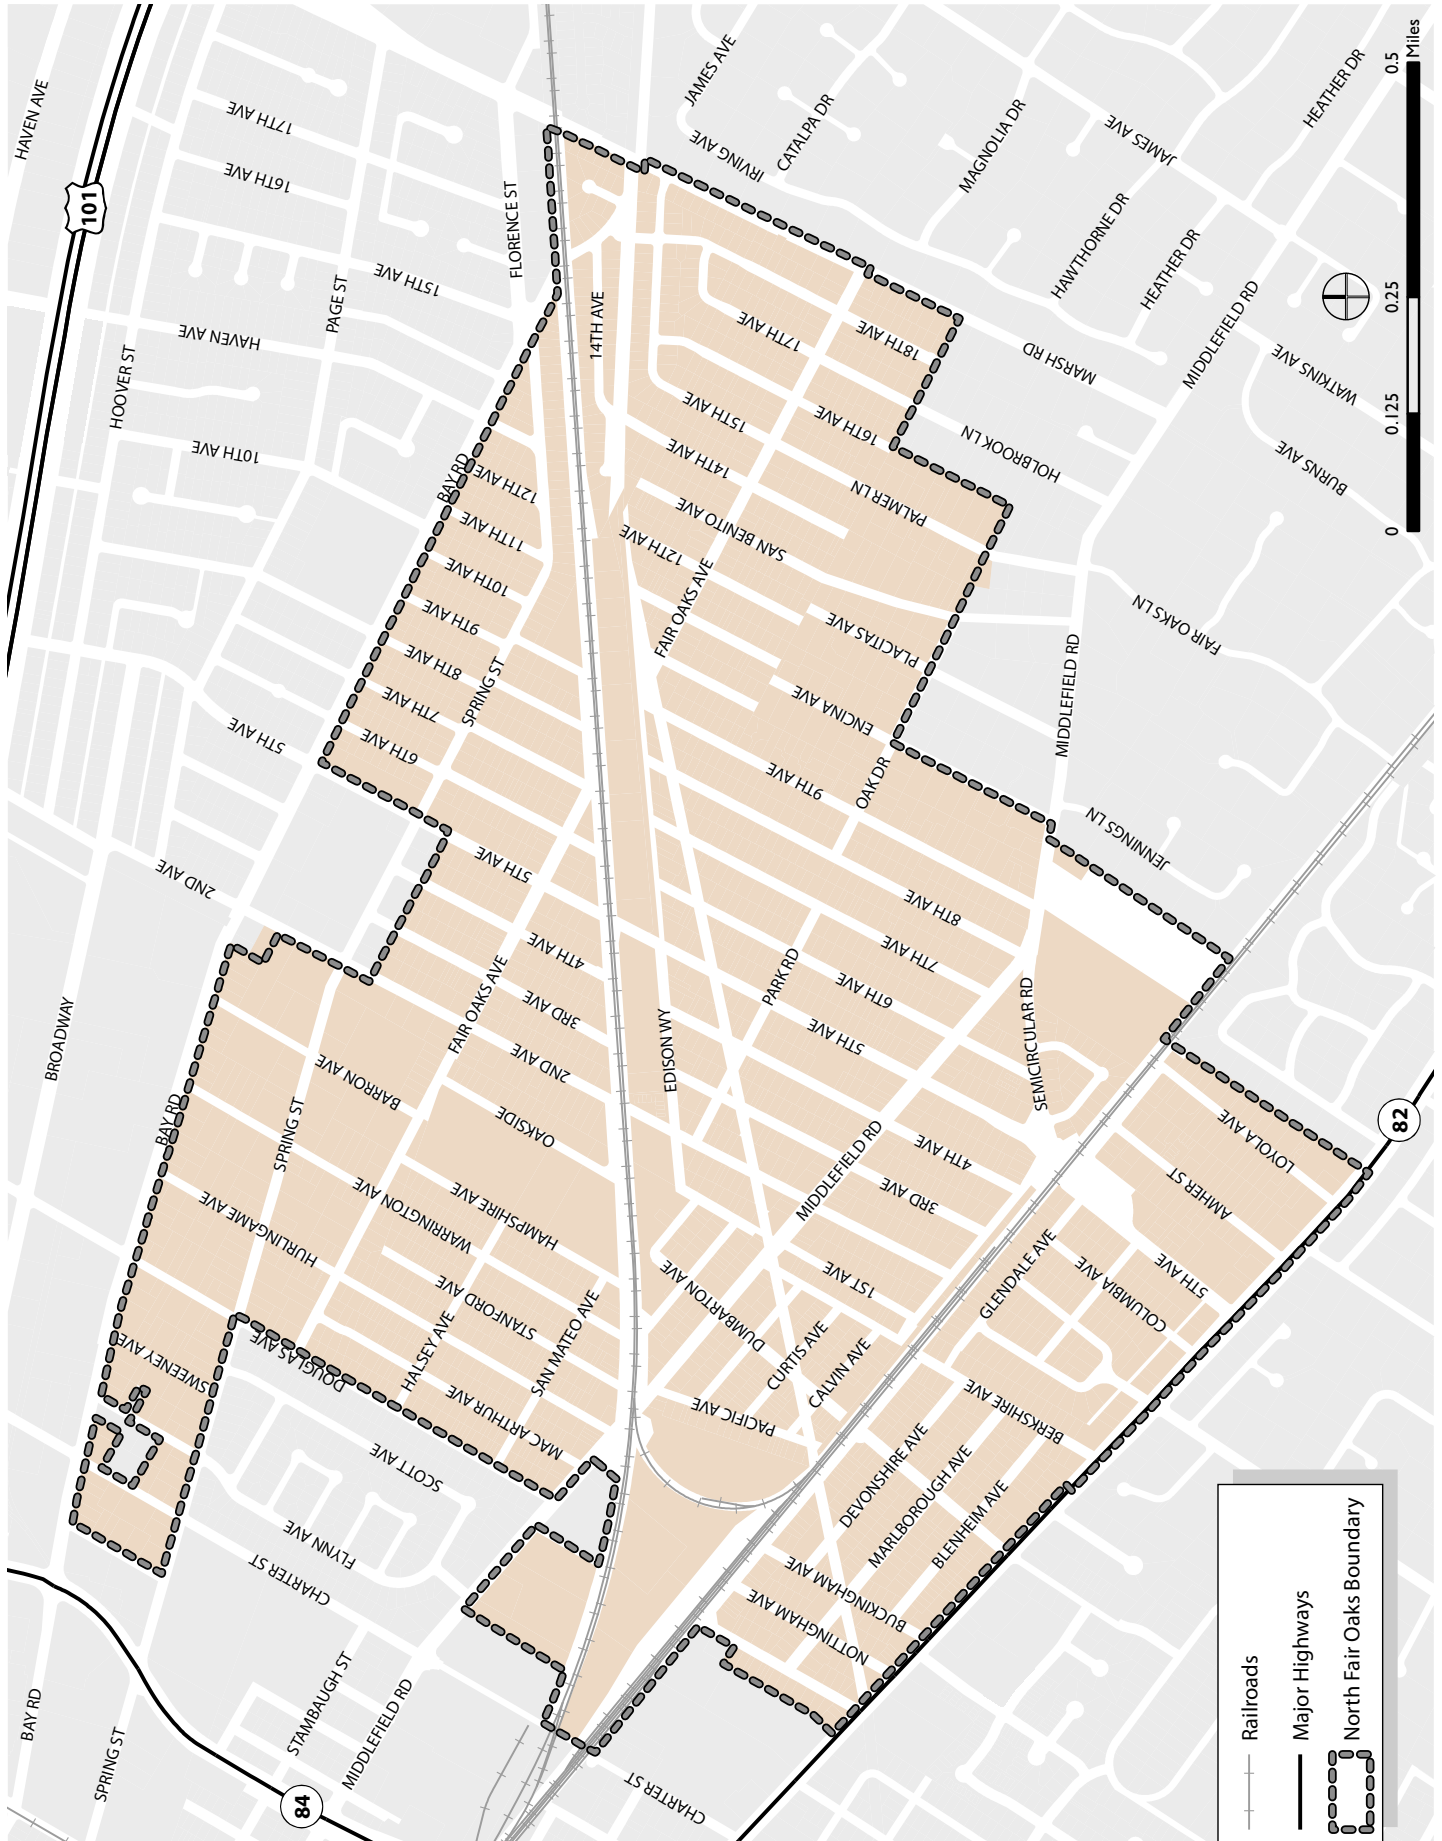 HAVEN AVE
101
17TH AVE
16TH AVE
15TH AVE
HAVEN AVE
10TH AVE
HOOVER ST
PAGE ST
FLORENCE ST
JAMES AVE
IRVING AVE
CATALPA DR
MAGNOLIA DR
JAMES AVE
HEATHER DR
HAWTHORNE DR
HEATHER DR
MIDDLEFIELD RD
MARSH RD
WATKINS AVE
BURNS AVE
HOLBROOK LN
FAIR OAKS LN
14TH AVE
17TH AVE
18TH AVE
15TH AVE
16TH AVE
14TH AVE
PALMER LN
SAN BENITO AVE
12TH AVE
FAIR OAKS AVE
PLACITAS AVE
ENCINA AVE
BAY RD
12TH AVE
11TH AVE
10TH AVE
9TH AVE
8TH AVE
7TH AVE
6TH AVE
SPRING ST
5TH AVE
2ND AVE
5TH AVE
4TH AVE
3RD AVE
2ND AVE
FAIR OAKS AVE
OAKSIDE
BROADWAY
BAY RD
BARRON AVE
SPRING ST
HURLINGAME AVE
WARRINGTON AVE
HAMPSHIRE AVE
STANFORD AVE
HALSEY AVE
SAN MATEO AVE
MAC ARTHUR AVE
SWEENEY AVE
DOUGLAS AVE
SCOTT AVE
FLYNN AVE
CHARTER ST
BAY RD
SPRING ST
STAMBAUGH ST
MIDDLEFIELD RD
84
CHARTER ST
9TH AVE
OAK DR
MIDDLEFIELD RD
JENNINGS LN
8TH AVE
7TH AVE
6TH AVE
5TH AVE
PARK RD
EDISON WY
SEMICIRCULAR RD
MIDDLEFIELD RD
4TH AVE
3RD AVE
1ST AVE
DUMBARTON AVE
CURTIS AVE
CALVIN AVE
PACIFIC AVE
GLENDALE AVE
COLUMBIA AVE
5TH AVE
AMHER ST
LOYOLA AVE
82
BERKSHIRE AVE
DEVONSHIRE AVE
MARLBOROUGH AVE
BLENHEIM AVE
BUCKINGHAM AVE
NOTTINGHAM AVE
0
0.125
0.25
0.5
Miles
Railroads
Major Highways
North Fair Oaks Boundary